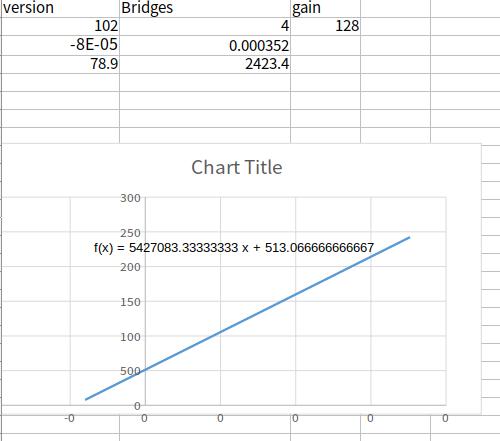 version Bridges gain
102 4 128
-8E-05 0.000352
78.9 2423.4
Chart Title
300
250
f(x) = 5427083.33333333 x + 513.066666666667
200
150
100
500
0
-0 0 0 0 0 0